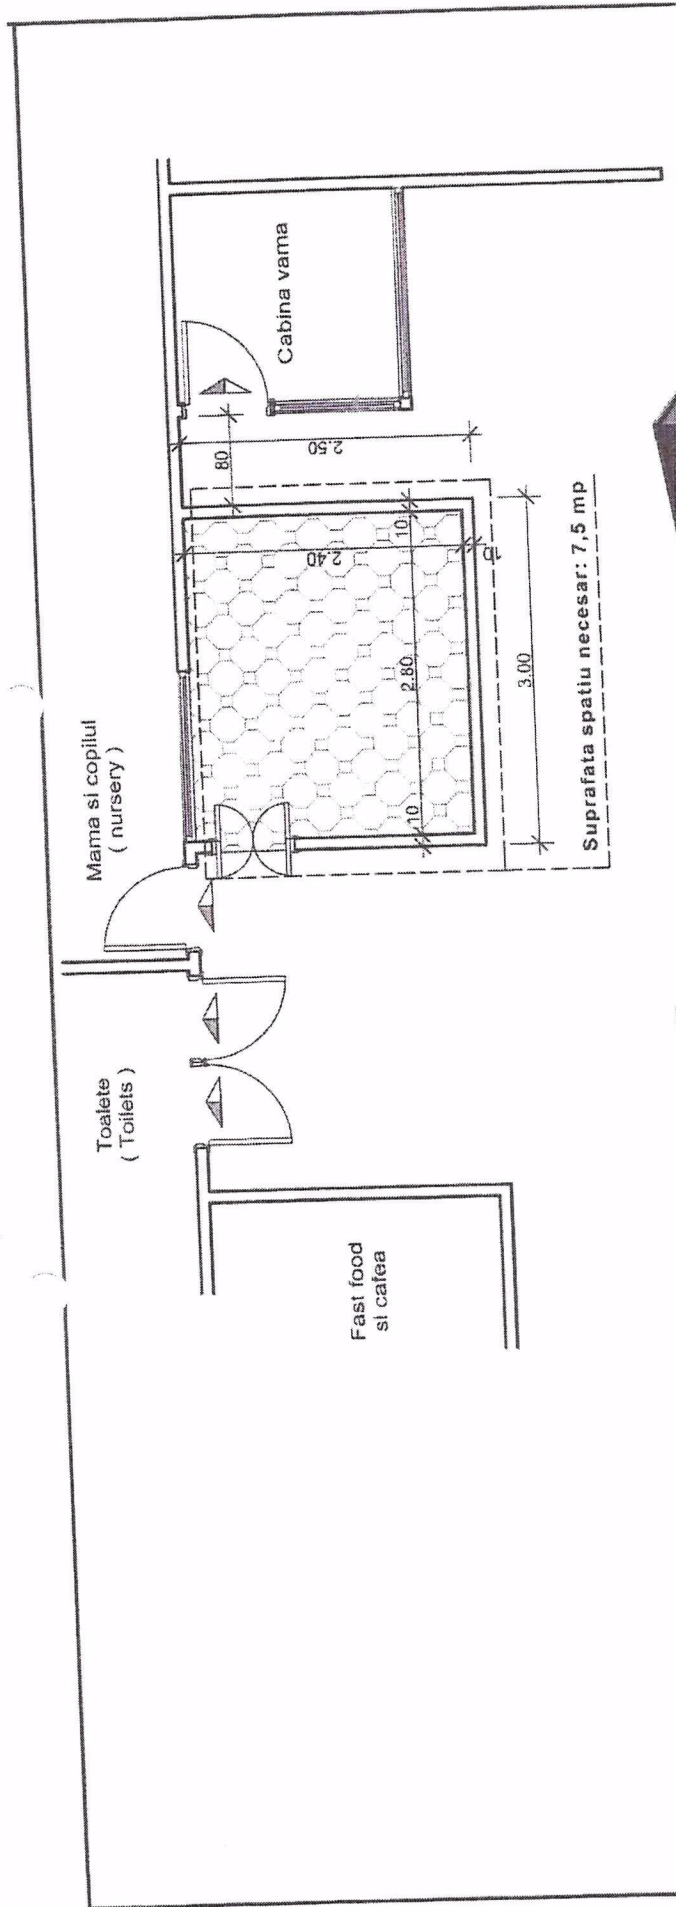 Mama si copilul
( nursery )
Toalete
( Toilets )
Cabina vama
Fast food
si cafea
80
2.50
2.40
10
10
2.80
10
3.00
Suprafata spatiu necesar: 7,5 mp